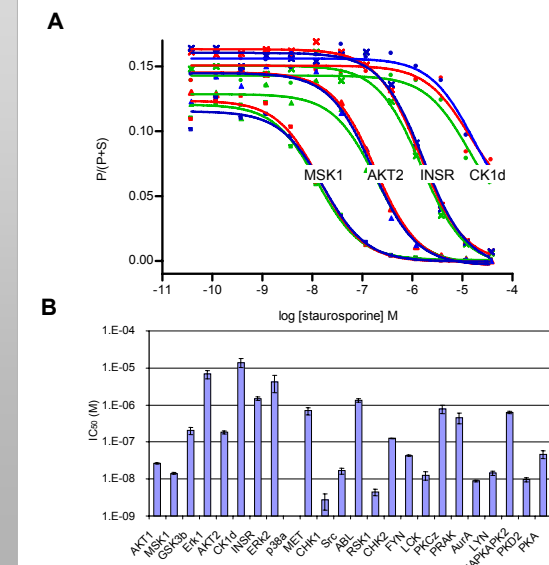 A
P/(P+S)
0.15
0.10
0.05
0.00
MSK1 AKT2 INSR CK1d
-11 -10 -9 -8 -7 -6 -5 -4
log [staurosporine] M
B
IC50 (M)
1.E-04
1.E-05
1.E-06
1.E-07
1.E-08
1.E-09
AKT1 MSK1 GSK3b Erk1 AKT2 CK1d INSR ERK2 p38a MET CHK1 Src ABL RSK1 CHK2 FYN LCK PKCz PRAK AurA LYN APKAPK2 PKD2 PKA